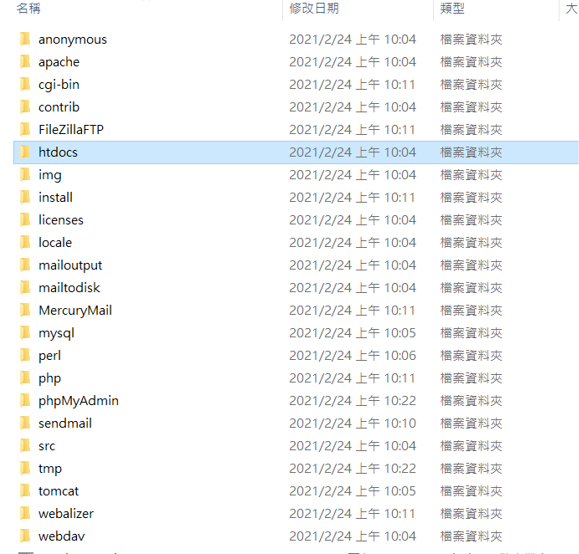 名稱 修改日期 類型 大
anonymous 2021/2/24 上午 10:04 檔案資料夾
apache 2021/2/24 上午 10:04 檔案資料夾
cgi-bin 2021/2/24 上午 10:11 檔案資料夾
contrib 2021/2/24 上午 10:04 檔案資料夾
FileZillaFTP 2021/2/24 上午 10:11 檔案資料夾
htdocs 2021/2/24 上午 10:04 檔案資料夾
img 2021/2/24 上午 10:04 檔案資料夾
install 2021/2/24 上午 10:11 檔案資料夾
licenses 2021/2/24 上午 10:04 檔案資料夾
locale 2021/2/24 上午 10:04 檔案資料夾
mailoutput 2021/2/24 上午 10:04 檔案資料夾
mailtodisk 2021/2/24 上午 10:04 檔案資料夾
MercuryMail 2021/2/24 上午 10:11 檔案資料夾
mysql 2021/2/24 上午 10:05 檔案資料夾
perl 2021/2/24 上午 10:06 檔案資料夾
php 2021/2/24 上午 10:11 檔案資料夾
phpMyAdmin 2021/2/24 上午 10:22 檔案資料夾
sendmail 2021/2/24 上午 10:10 檔案資料夾
src 2021/2/24 上午 10:04 檔案資料夾
tmp 2021/2/24 上午 10:22 檔案資料夾
tomcat 2021/2/24 上午 10:05 檔案資料夾
webalizer 2021/2/24 上午 10:11 檔案資料夾
webdav 2021/2/24 上午 10:04 檔案資料夾